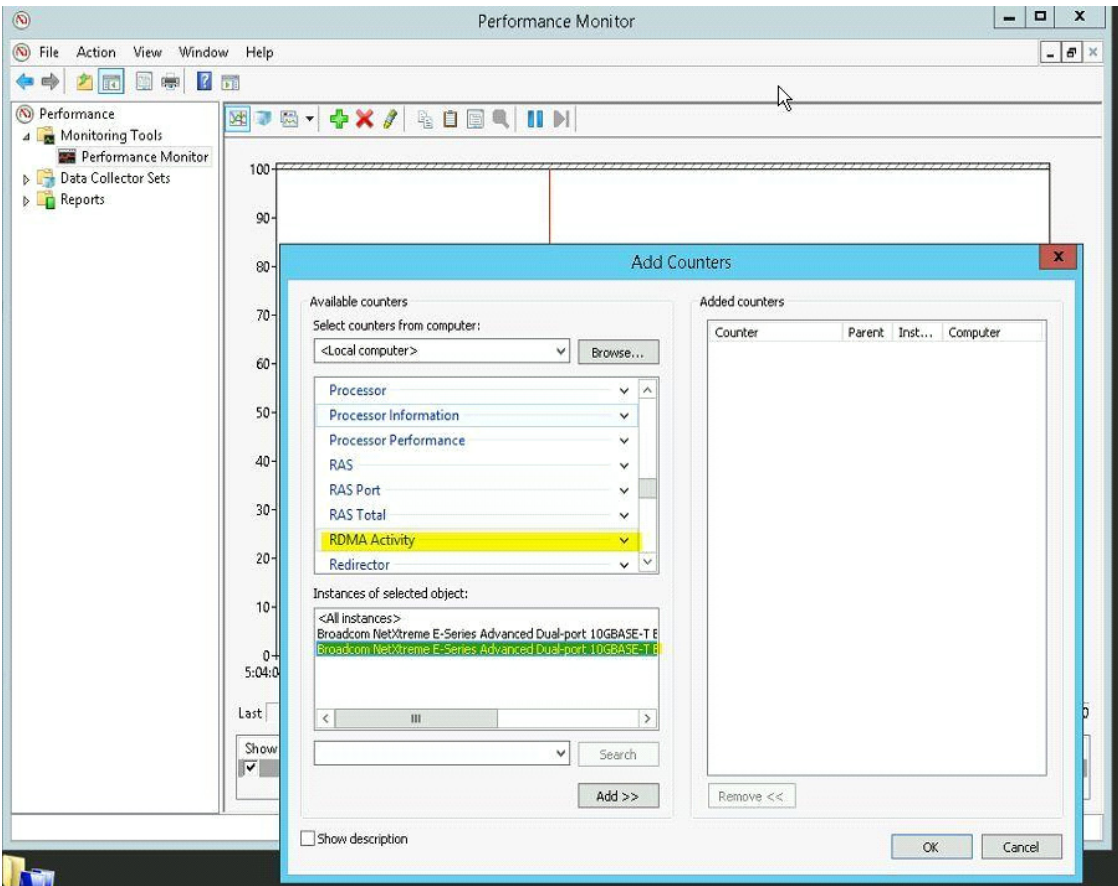 Performance Monitor
File Action View Window Help
Performance
Monitoring Tools
Performance Monitor
Data Collector Sets
Reports
100
90
80
70
60
50
40
30
20
10
0
5:04:0
Last
Show
Add Counters
Available counters
Select counters from computer:
<Local computer>
Browse...
Processor
Processor Information
Processor Performance
RAS
RAS Port
RAS Total
RDMA Activity
Redirector
Instances of selected object:
<All instances>
Broadcom NetXtreme E-Series Advanced Dual-port 10GBASE-T E
Broadcom NetXtreme E-Series Advanced Dual-port 10GBASE-T E
Search
Add >>
Show description
Added counters
Counter Parent Inst... Computer
Remove <<
OK Cancel